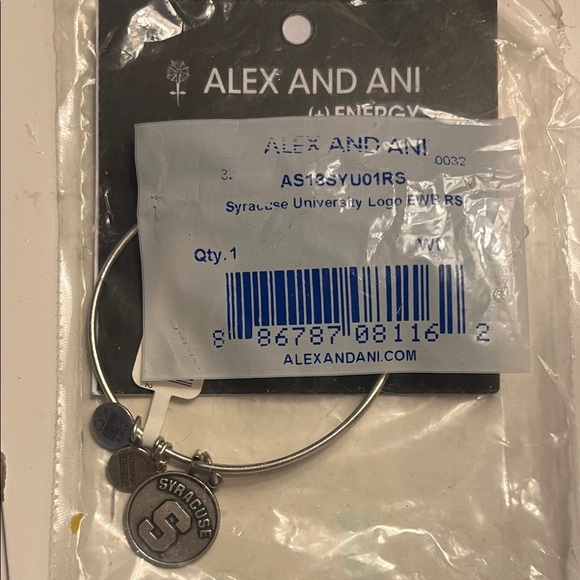 ALEX AND ANI
(+) ENERGY
ALEX AND ANI
0032
AS13SYU01RS
Syracuse University Logo EWB RS
Qty. 1
8 86787 08116 2
ALEXANDANI.COM
SYRACUSE
S